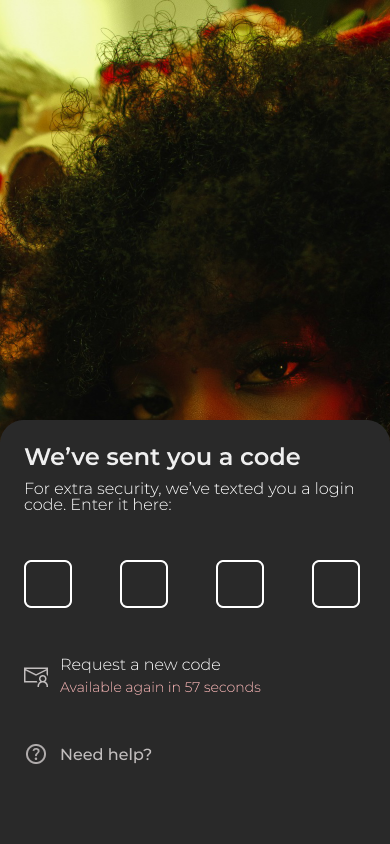 We’ve sent you a code
For extra security, we’ve texted you a login
code. Enter it here:
Request a new code
Available again in 57 seconds
Need help?